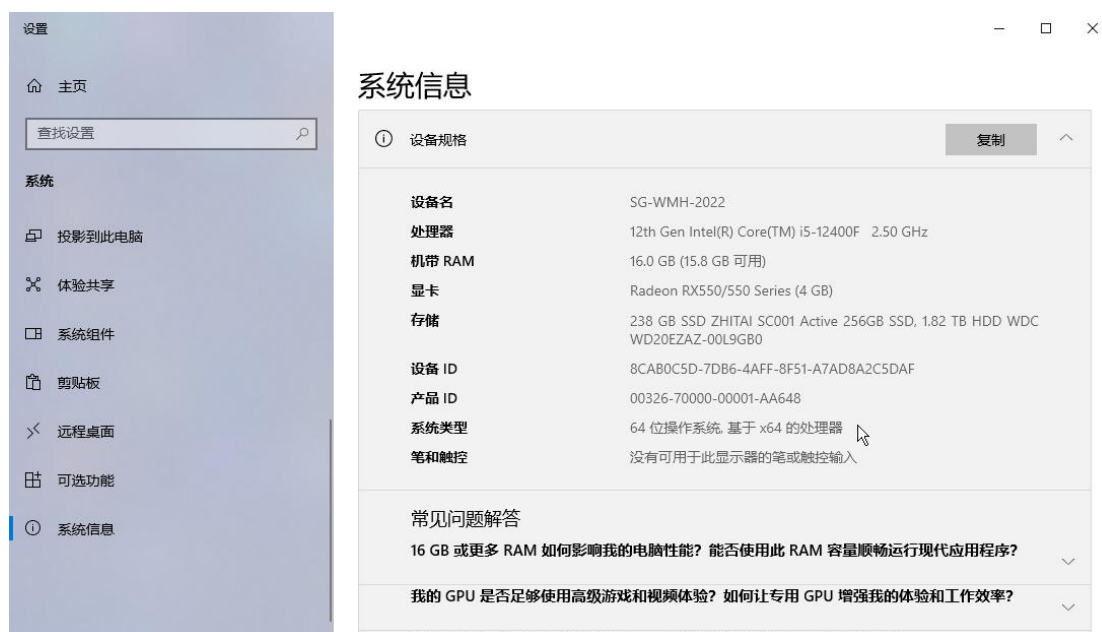 设置
主页
查找设置
系统
投影到此电脑
体验共享
系统组件
剪贴板
远程桌面
可选功能
系统信息
系统信息
设备规格
复制
设备名 SG-WMH-2022
处理器 12th Gen Intel(R) Core(TM) i5-12400F 2.50 GHz
机带 RAM 16.0 GB (15.8 GB 可用)
显卡 Radeon RX550/550 Series (4 GB)
存储 238 GB SSD ZHITAI SC001 Active 256GB SSD, 1.82 TB HDD WDC
WD20EZAZ-00L9GB0
设备 ID 8CAB0C5D-7DB6-4AFF-8F51-A7AD8A2C5DAF
产品 ID 00326-70000-00001-AA648
系统类型 64 位操作系统, 基于 x64 的处理器
笔和触控 没有可用于此显示器的笔或触控输入
常见问题解答
16 GB 或更多 RAM 如何影响我的电脑性能？能否使用此 RAM 容量顺畅运行现代应用程序？
我的 GPU 是否足够使用高级游戏和视频体验？如何让专用 GPU 增强我的体验和工作效率？